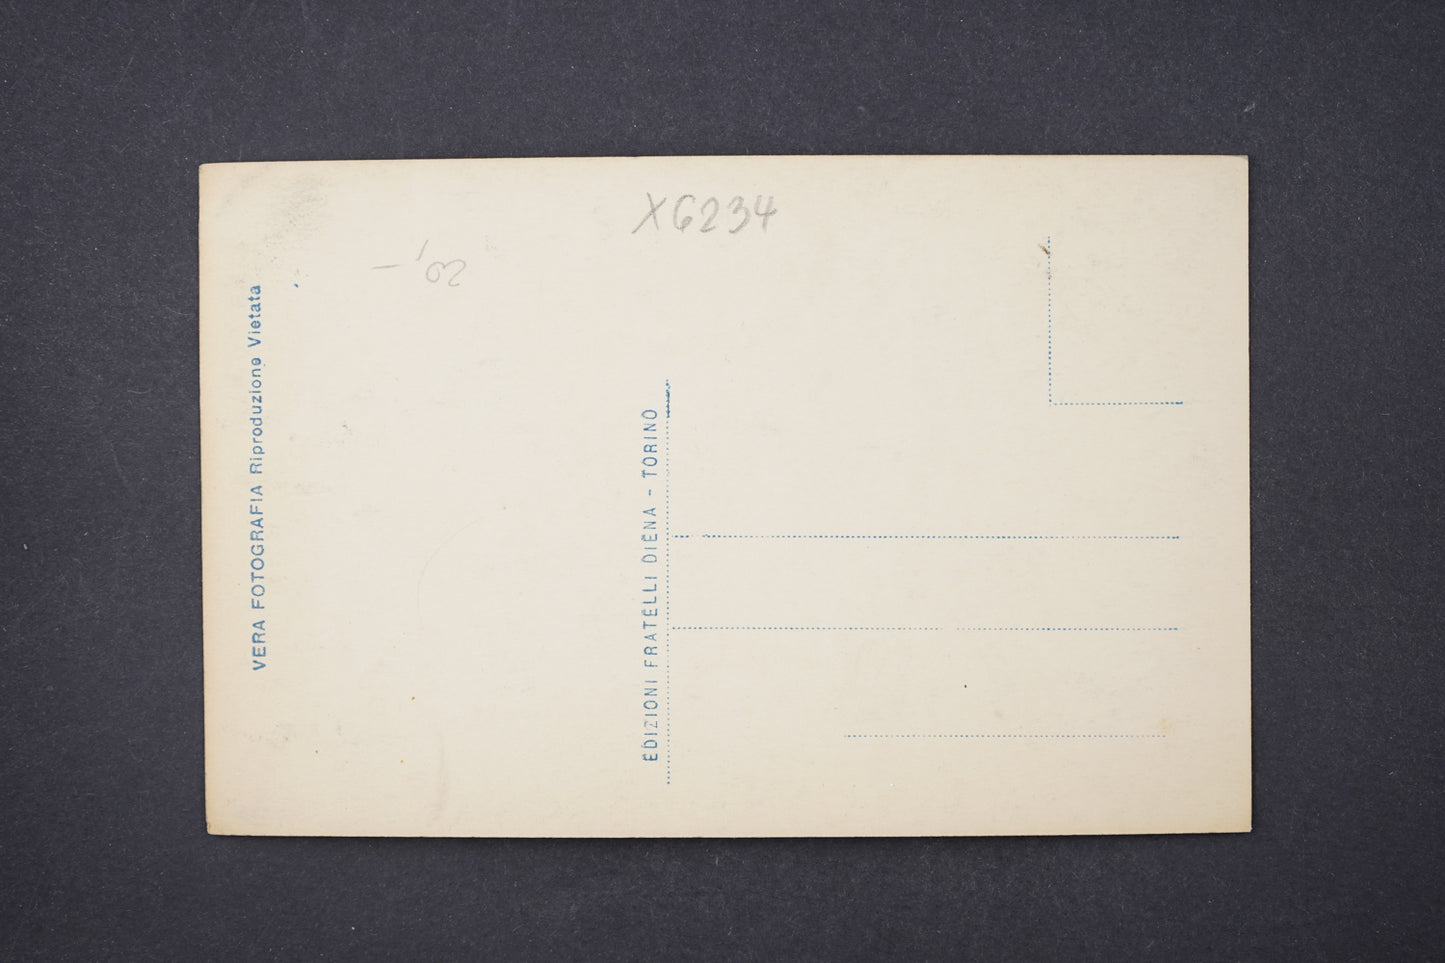 X6234
VERA FOTOGRAFIA Riproduzione Vietata
EDIZIONI FRATELLI DIENA - TORINO